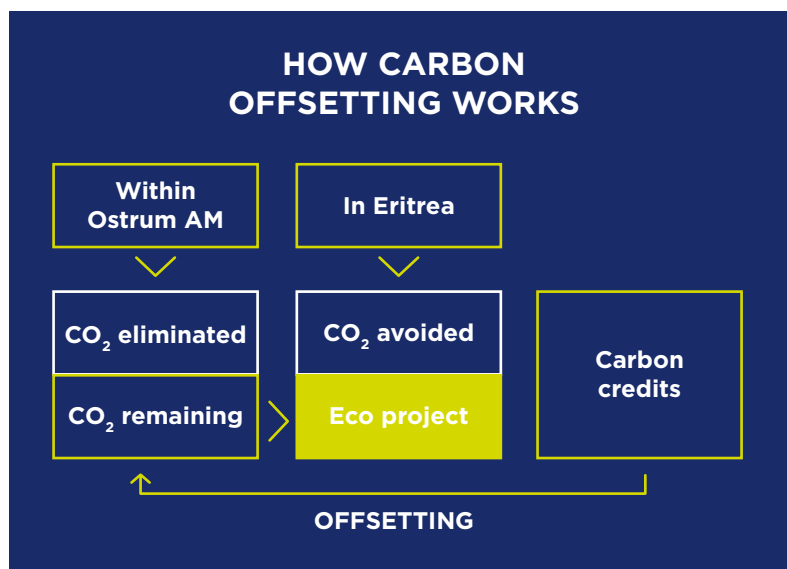 HOW CARBON
OFFSETTING WORKS
Within
Ostrum AM
In Eritrea
CO₂ eliminated
CO₂ avoided
Carbon
credits
CO₂ remaining
Eco project
OFFSETTING